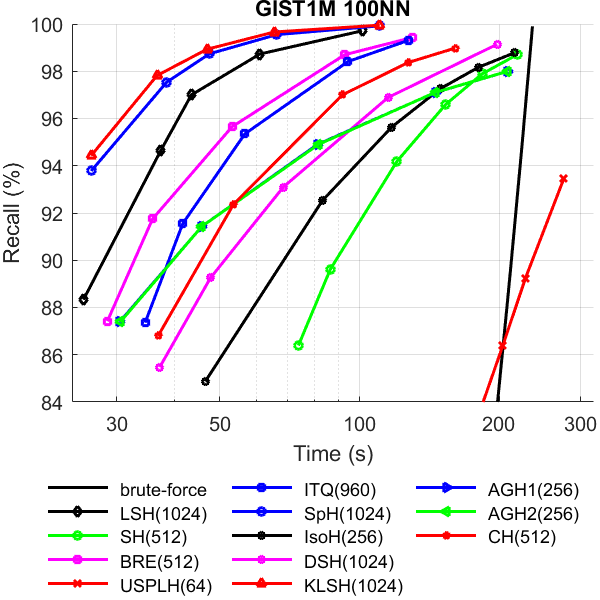 GIST1M 100NN
100
98
96
94
92
90
88
86
84
Recall (%)
30 50 100 200 300
Time (s)
brute-force ITQ(960) AGH1(256)
LSH(1024) SpH(1024) AGH2(256)
SH(512) IsoH(256) CH(512)
BRE(512) DSH(1024)
USPLH(64) KLSH(1024)